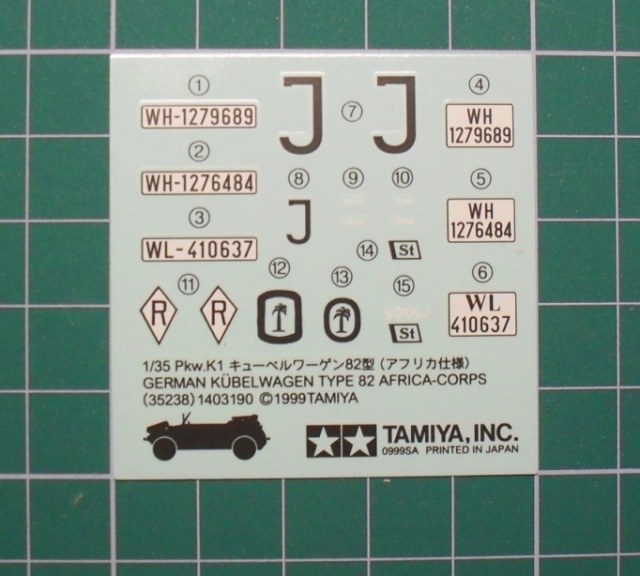 ① ④
WH-1279689 J ⑦ J WH
1279689
②
WH-1276484 ⑧ ⑨ ⑩ ⑤
J WH
1276484
③
WL-410637 ⑭ St
⑪ ⑫ ⑬ ⑮ ⑥
R R St WL
410637
1/35 Pkw.K1 キューベルワーゲン82型 (アフリカ仕様)
GERMAN KÜBELWAGEN TYPE 82 AFRICA-CORPS
(35238) 1403190 ©1999 TAMIYA
TAMIYA, INC.
0999SA PRINTED IN JAPAN